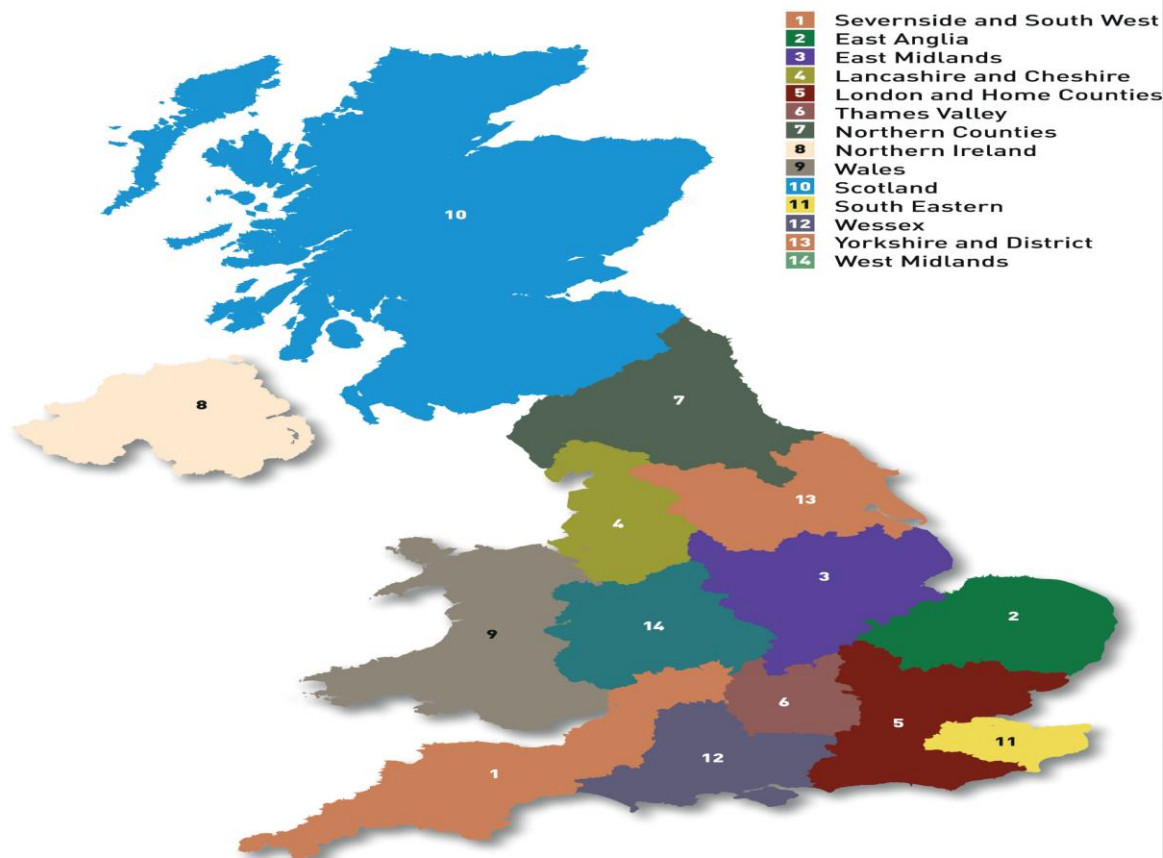 1 Severnside and South West
2 East Anglia
3 East Midlands
4 Lancashire and Cheshire
5 London and Home Counties
6 Thames Valley
7 Northern Counties
8 Northern Ireland
9 Wales
10 Scotland
11 South Eastern
12 Wessex
13 Yorkshire and District
14 West Midlands
10
8
7
13
4
3
2
9
14
6
5
11
12
1